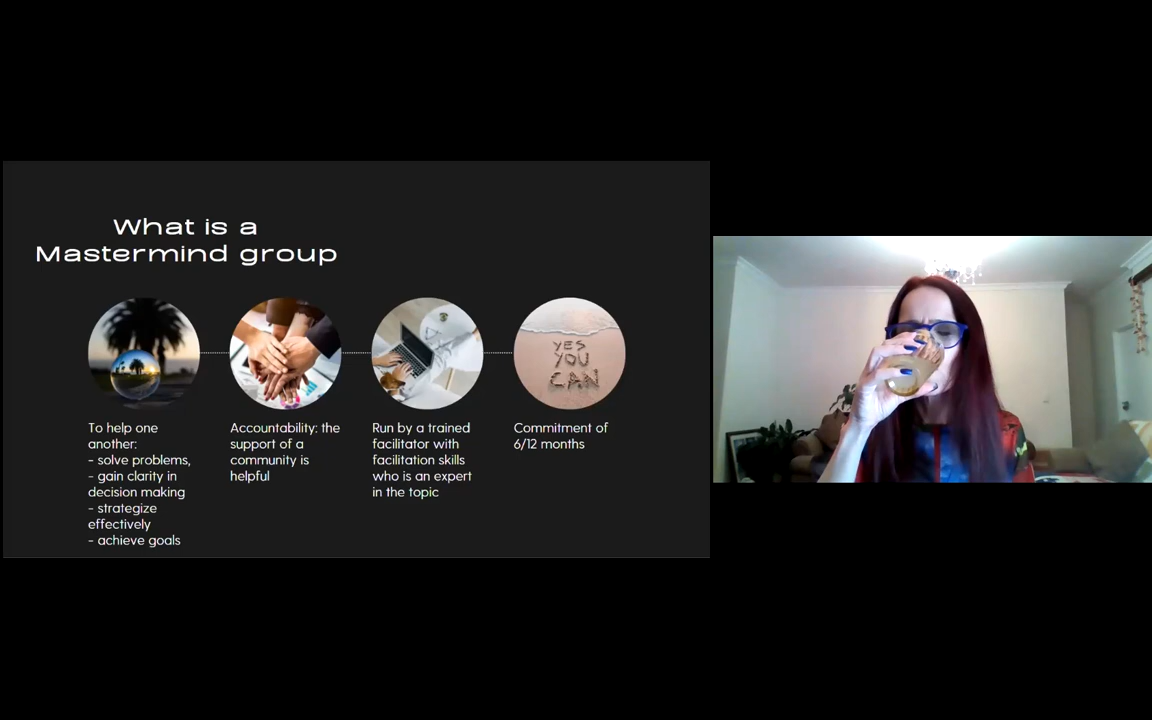 What is a
Mastermind group
YES
YOU
CAN
To help one
another:
- solve problems,
- gain clarity in
decision making
- strategize
effectively
- achieve goals
Accountability: the
support of a
community is
helpful
Run by a trained
facilitator with
facilitation skills
who is an expert
in the topic
Commitment of
6/12 months